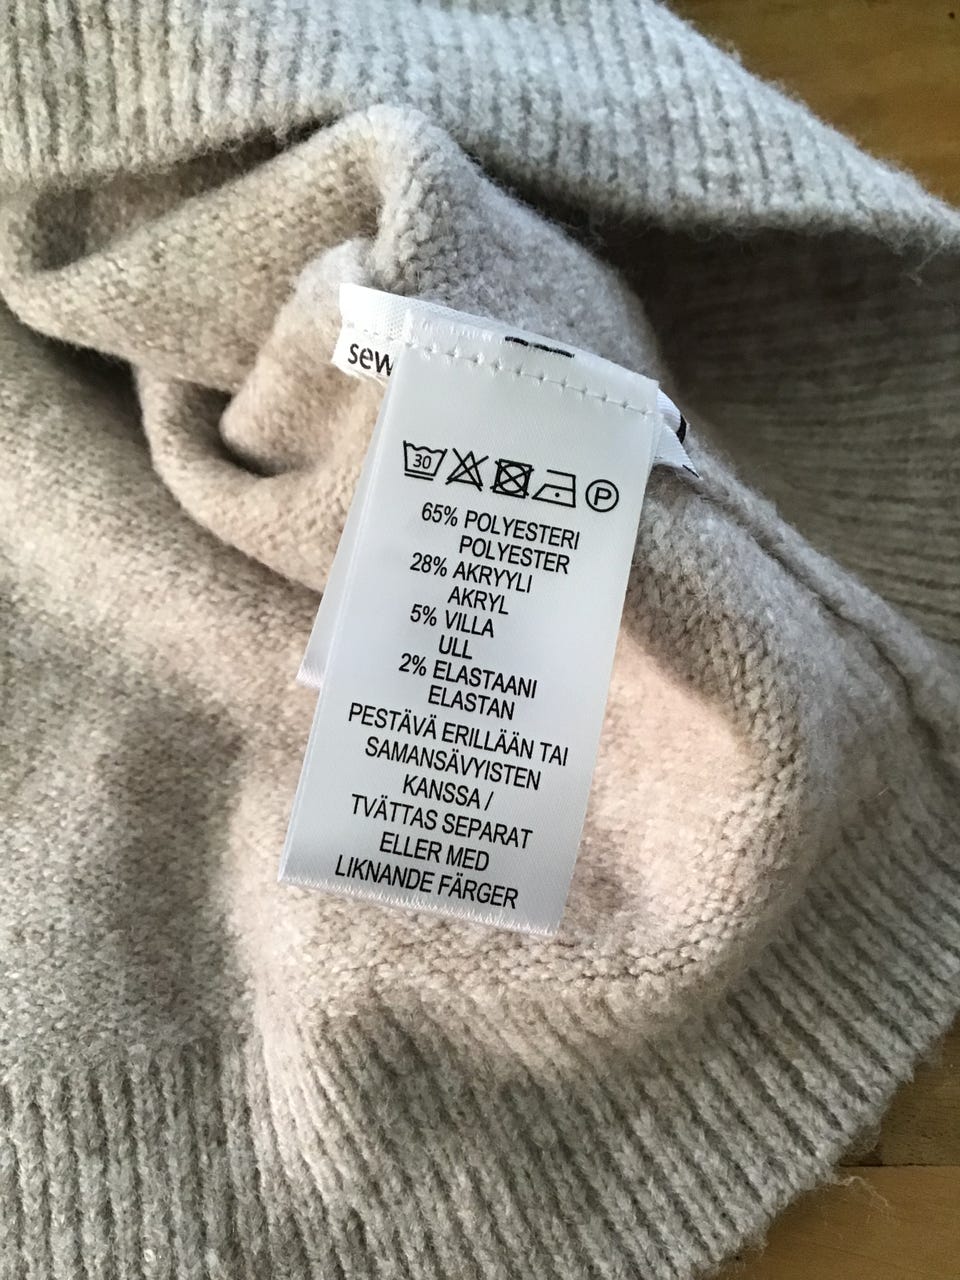 sew
30 P
65% POLYESTERI
POLYESTER
28% AKRYYLI
AKRYL
5% VILLA
ULL
2% ELASTAANI
ELASTAN
PESTÄVÄ ERILLÄÄN TAI
SAMANSÄVYISTEN
KANSSA /
TVÄTTAS SEPARAT
ELLER MED
LIKNANDE FÄRGER